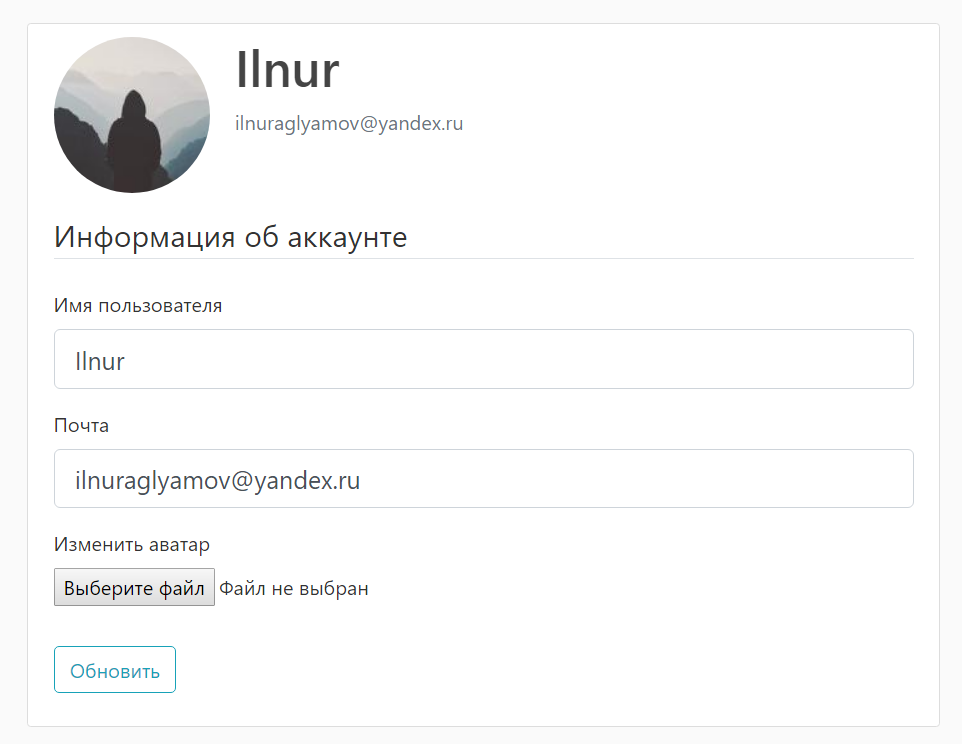 Ilnur
ilnuraglyamov@yandex.ru
Информация об аккаунте
Имя пользователя
Ilnur
Почта
ilnuraglyamov@yandex.ru
Изменить аватар
Выберите файл Файл не выбран
Обновить